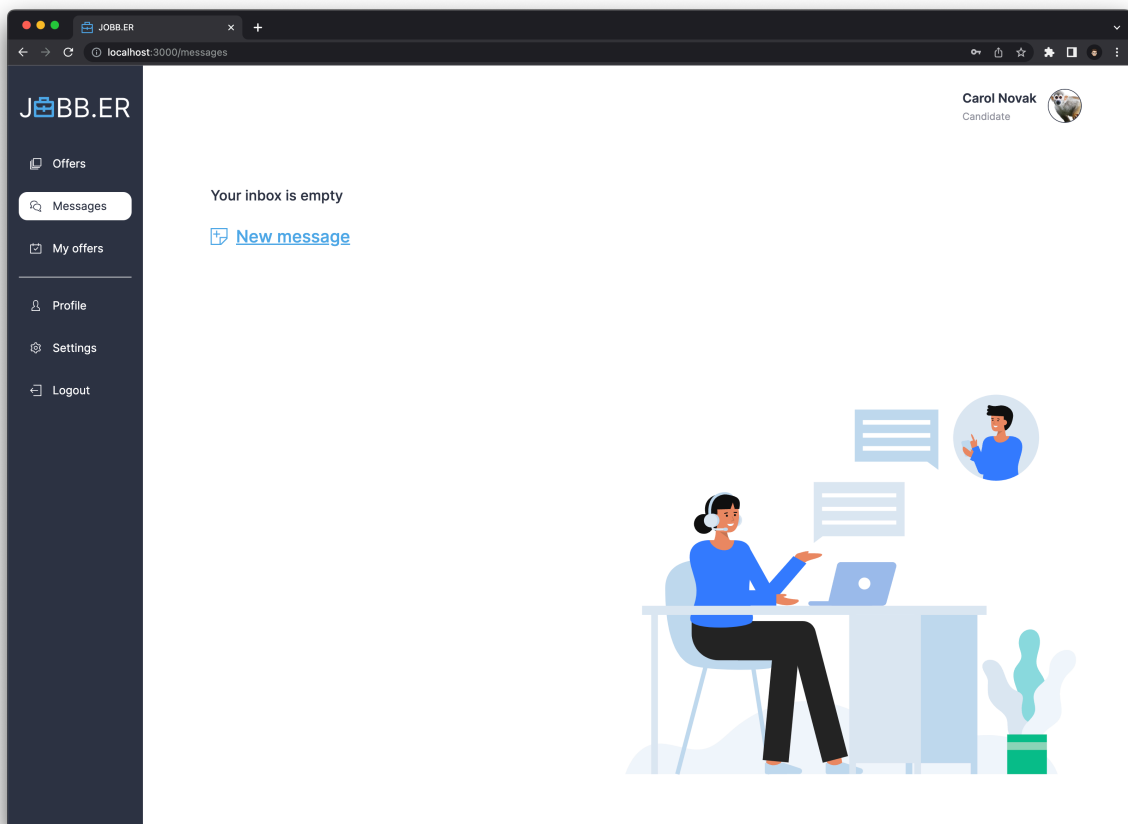 JOBB.ER
localhost:3000/messages
JOBB.ER
Carol Novak
Candidate
Offers
Messages
My offers
Profile
Settings
Logout
Your inbox is empty
New message